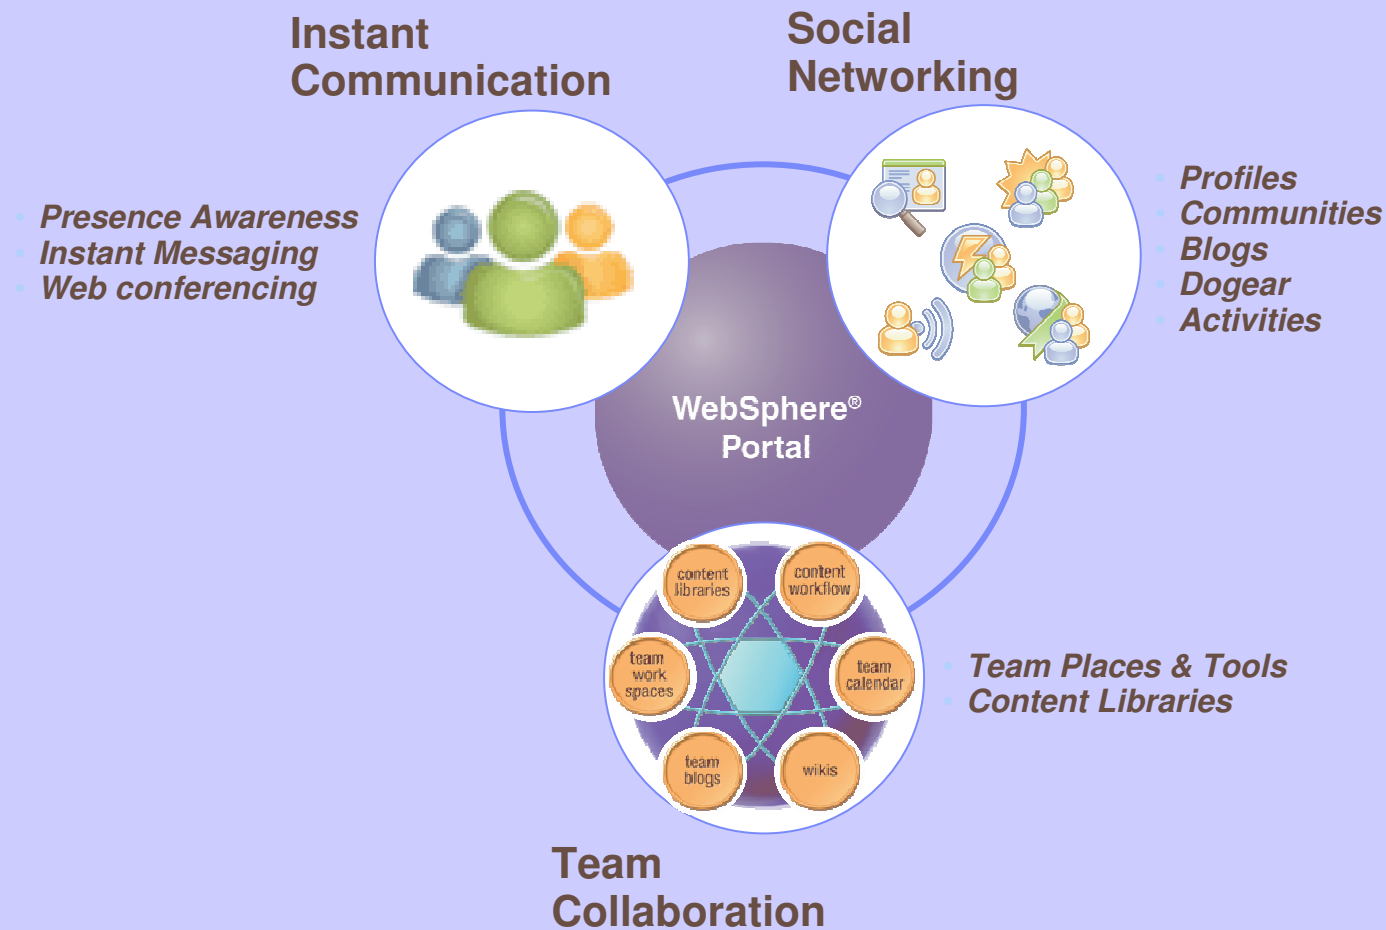 Instant
Communication
Social
Networking
Presence Awareness
Instant Messaging
Web conferencing
Profiles
Communities
Blogs
Dogear
Activities
WebSphere®
Portal
content
libraries
content
workflow
team
work
spaces
team
calendar
team
blogs
wikis
Team Places & Tools
Content Libraries
Team
Collaboration